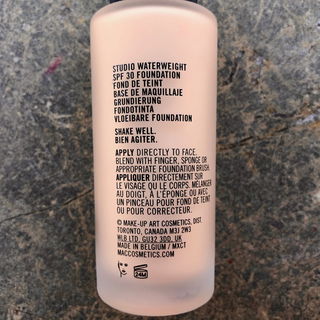 STUDIO WATERWEIGHT
SPF 30 FOUNDATION
FOND DE TEINT
BASE DE MAQUILLAJE
GRUNDIERUNG
FONDOTINTA
VLOEIBARE FOUNDATION
SHAKE WELL.
BIEN AGITER.
APPLY DIRECTLY TO FACE,
BLEND WITH FINGER, SPONGE OR
APPROPRIATE FOUNDATION BRUSH.
APPLIQUER DIRECTEMENT SUR
LE VISAGE OU LE CORPS. MÉLANGER
AU DOIGT, À L'ÉPONGE OU AVEC
UN PINCEAU POUR FOND DE TEINT
OU POUR CORRECTEUR.
© MAKE-UP ART COSMETICS, DIST.
TORONTO, CANADA M3J 2W3
WLB LTD, GU32 3DD, UK
MADE IN BELGIUM / MXCT
MACCOSMETICS.COM
24M